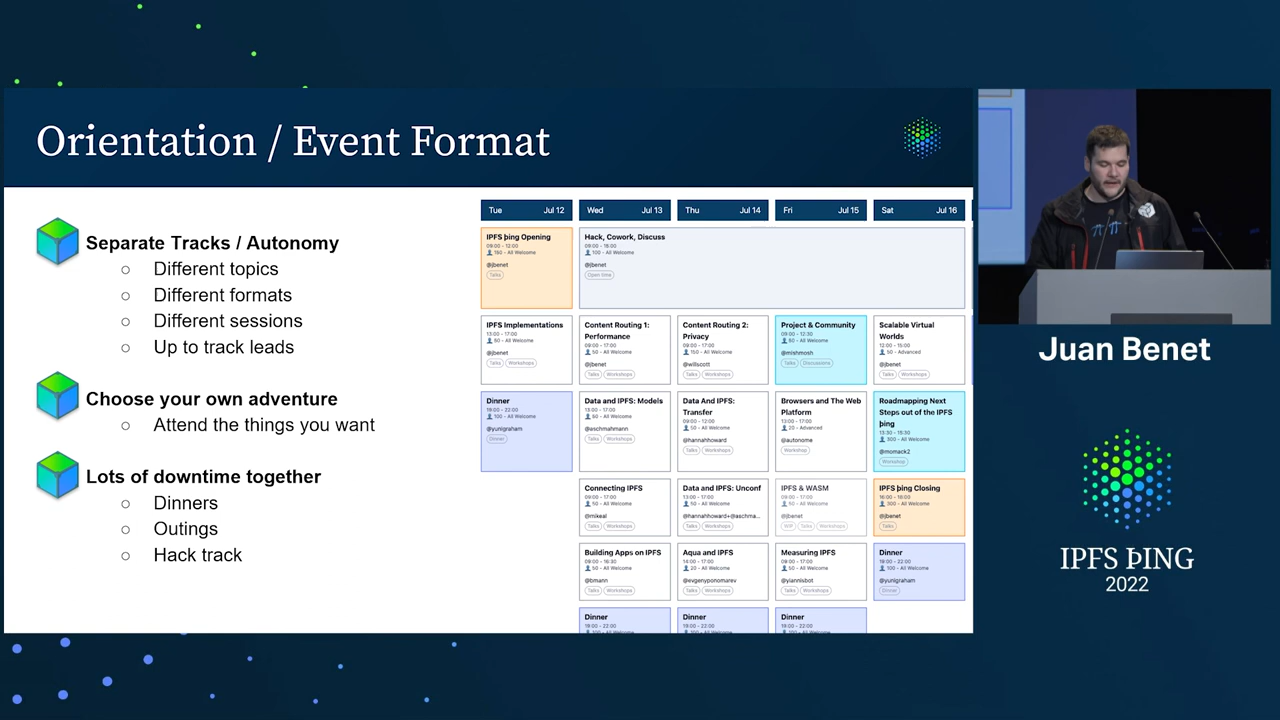 Orientation / Event Format
Separate Tracks / Autonomy
○ Different topics
○ Different formats
○ Different sessions
○ Up to track leads
Choose your own adventure
○ Attend the things you want
Lots of downtime together
○ Dinners
○ Outings
○ Hack track
Tue Jul 12
Wed Jul 13
Thu Jul 14
Fri Jul 15
Sat Jul 16
IPFS þing Opening
09:00 - 12:00
150 - All Welcome
@jbenet
Talks
Hack, Cowork, Discuss
09:00 - 18:00
100 - All Welcome
Open time
IPFS Implementations
13:00 - 17:00
50 - All Welcome
@jbenet
Talks Workshops
Content Routing 1:
Performance
09:00 - 17:00
50 - All Welcome
@jbenet
Talks Workshops
Content Routing 2:
Privacy
09:00 - 17:00
150 - All Welcome
@willscott
Talks Workshops
Project & Community
09:00 - 12:30
60 - All Welcome
@mishmosh
Talks Discussions
Scalable Virtual
Worlds
12:00 - 15:00
50 - Advanced
@jbenet
Talks Workshops
Dinner
19:00 - 22:00
100 - All Welcome
@yunigraham
Dinner
Data and IPFS: Models
13:00 - 17:00
@aschmahmann
Talks Workshops
Data And IPFS:
Transfer
09:00 - 12:00
50 - All Welcome
@hannahhoward
Talks Workshops
Browsers and The Web
Platform
13:00 - 17:00
20 - Advanced
@autonome
Workshop
Roadmapping Next
Steps out of the IPFS
þing
13:30 - 15:30
300 - All Welcome
@momack2
Workshop
Connecting IPFS
09:00 - 17:00
50 - All Welcome
@mikeal
Talks Workshops
Data and IPFS: Unconf
13:00 - 17:00
50 - All Welcome
@hannahhoward+@aschma...
Talks Workshops
IPFS & WASM
09:00 - 17:00
50 - All Welcome
@jbenet
WIP Talks Workshops
IPFS þing Closing
16:00 - 18:00
300 - All Welcome
@jbenet
Talks
Building Apps on IPFS
09:00 - 16:30
50 - All Welcome
@bmann
Talks Workshops
Aqua and IPFS
14:00 - 17:00
20 - All Welcome
@evgenyponomarev
Talks Workshops
Measuring IPFS
09:00 - 17:00
50 - All Welcome
@yiannisbot
Talks Workshops
Dinner
19:00 - 22:00
100 - All Welcome
@yunigraham
Dinner
Dinner
19:00 - 22:00
Dinner
19:00 - 22:00
Dinner
19:00 - 22:00
Juan Benet
IPFS ÞING
2022